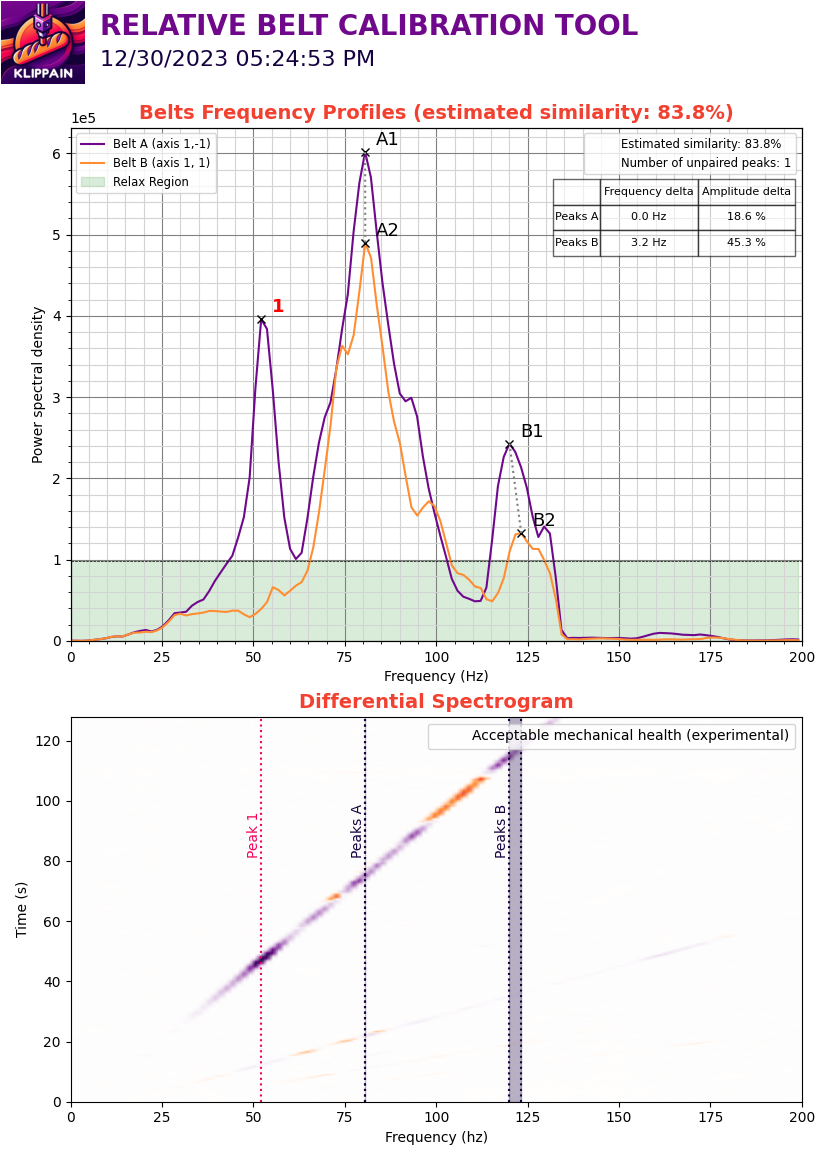 KLIPPAIN
RELATIVE BELT CALIBRATION TOOL
12/30/2023 05:24:53 PM
Belts Frequency Profiles (estimated similarity: 83.8%)
1e5
Belt A (axis 1,-1)
Belt B (axis 1, 1)
Relax Region
Estimated similarity: 83.8%
Number of unpaired peaks: 1
Frequency delta Amplitude delta
Peaks A 0.0 Hz 18.6 %
Peaks B 3.2 Hz 45.3 %
A1
A2
1
B1
B2
Power spectral density
6
5
4
3
2
1
0
0 25 50 75 100 125 150 175 200
Frequency (Hz)
Differential Spectrogram
Acceptable mechanical health (experimental)
Peak 1
Peaks A
Peaks B
Time (s)
120
100
80
60
40
20
0
0 25 50 75 100 125 150 175 200
Frequency (hz)